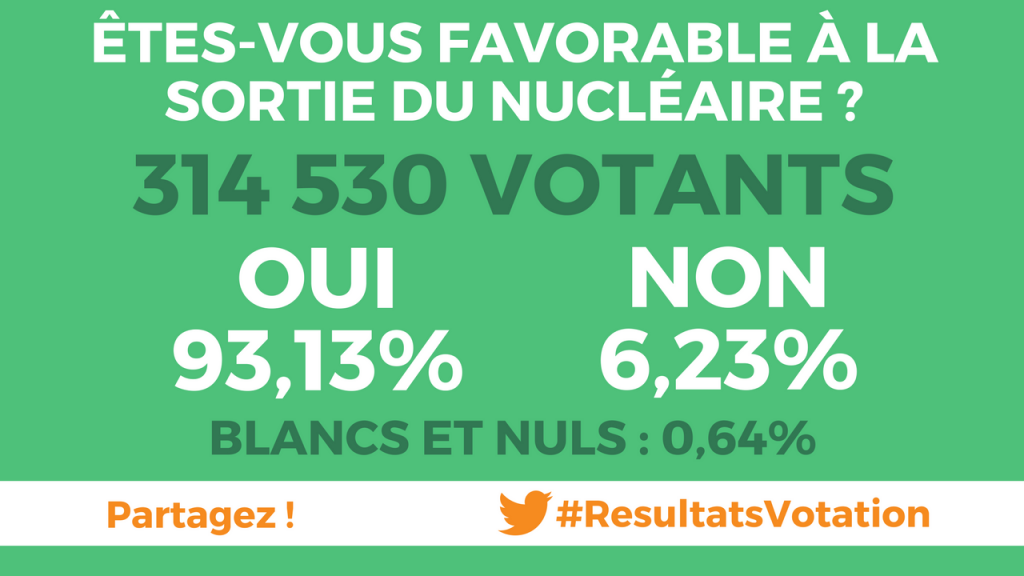 ÊTES-VOUS FAVORABLE À LA
SORTIE DU NUCLÉAIRE ?
314 530 VOTANTS
OUI
93,13%
NON
6,23%
BLANCS ET NULS : 0,64%
Partagez !
#ResultatsVotation